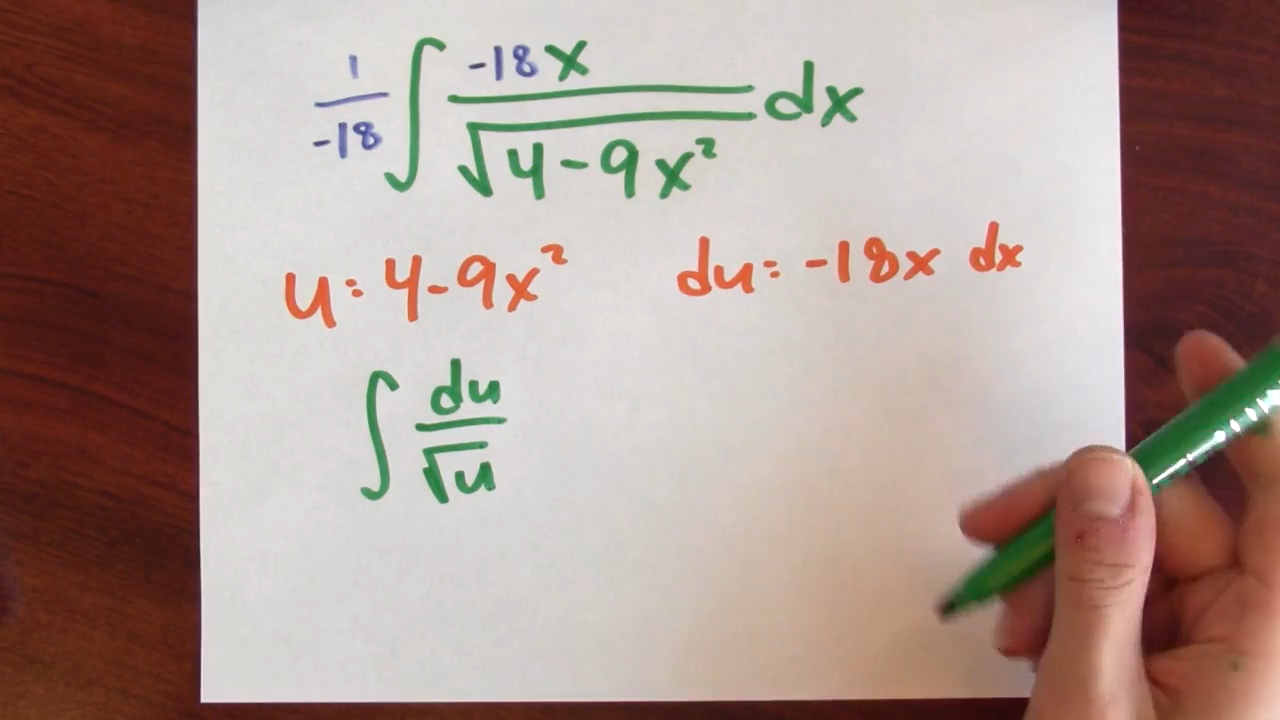 1/-18 ∫ -18x/√(4-9x²) dx
u = 4-9x² du = -18x dx
∫ du/√u